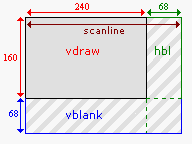 240 68
scanline
vdraw hbl
160
68 vblank